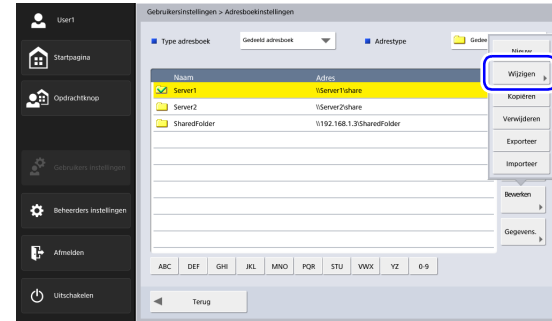 Gebruikersinstellingen > Adresboekinstellingen
User1
Type adresboek
Gedeeld adresboek
Adrestype
Gedee
Startpagina
Nieuw
Naam
Adres
Wijzigen
Server1
\\Server1\share
Opdrachtknop
Kopiëren
Server2
\\Server2\share
SharedFolder
\\192.168.1.3\SharedFolder
Verwijderen
Exporteer
Gebruikers instellingen
Importeer
Bewerken
Beheerders instellingen
Gegevens.
Afmelden
ABC DEF GHI JKL MNO PQR STU VWX YZ 0-9
Uitschakelen
Terug